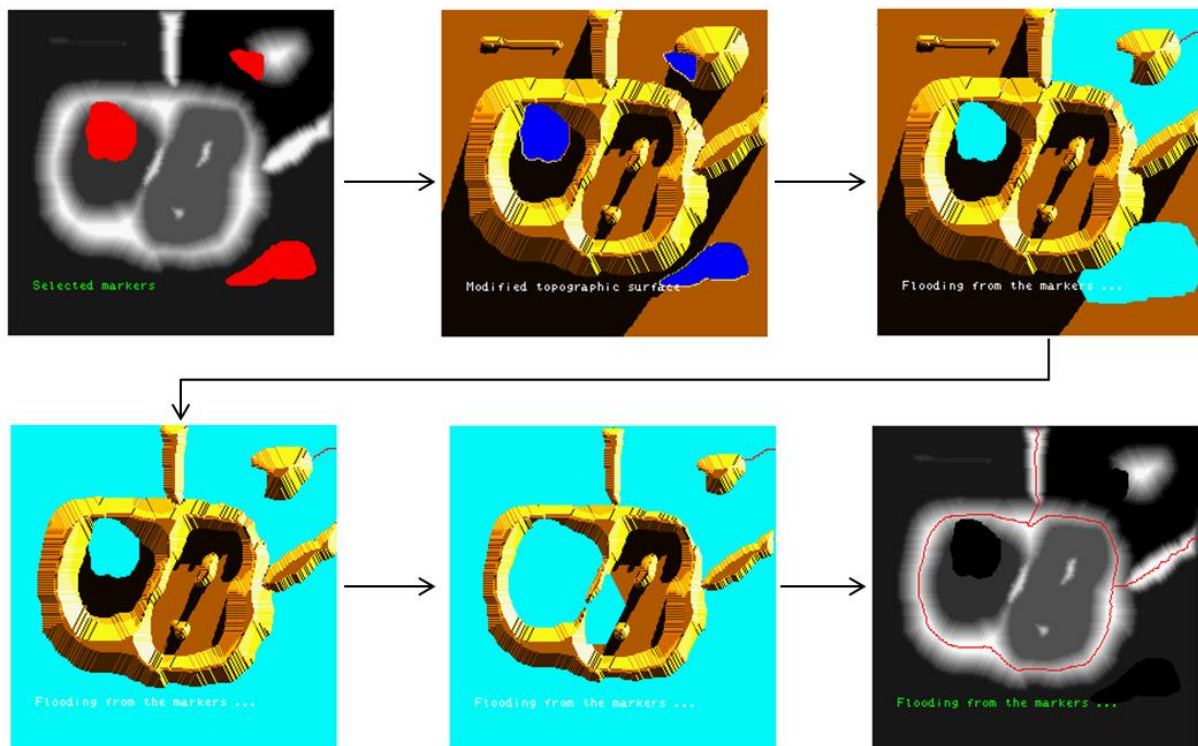 Selected markers
Modified topographic surface
Flooding from the markers ...
Flooding from the markers ...
Flooding from the markers ...
Flooding from the markers ...